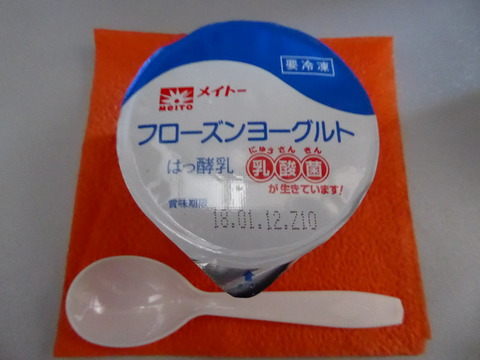 要冷凍
MEITO メイトー
フローズンヨーグルト
はっ酵乳
にゅうさんきん
乳酸菌
が生きています!
賞味期限
18.01.12.Z10